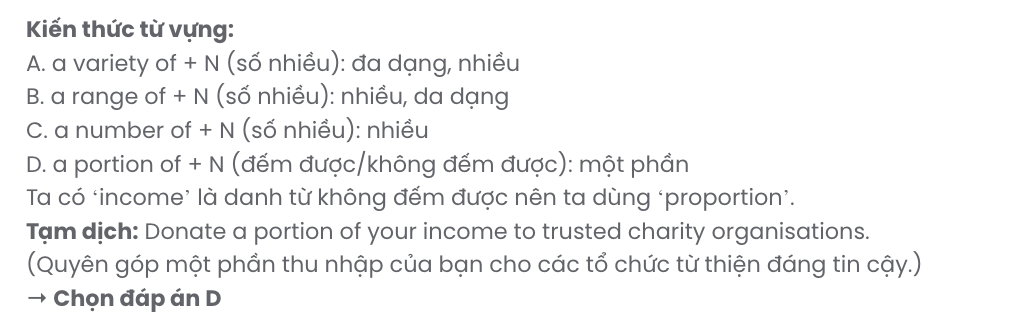 Kiến thức từ vựng:
A. a variety of + N (số nhiều): đa dạng, nhiều
B. a range of + N (số nhiều): nhiều, da dạng
C. a number of + N (số nhiều): nhiều
D. a portion of + N (đếm được/không đếm được): một phần
Ta có ‘income’ là danh từ không đếm được nên ta dùng ‘proportion’.
Tạm dịch: Donate a portion of your income to trusted charity organisations.
(Quyên góp một phần thu nhập của bạn cho các tổ chức từ thiện đáng tin cậy.)
→ Chọn đáp án D